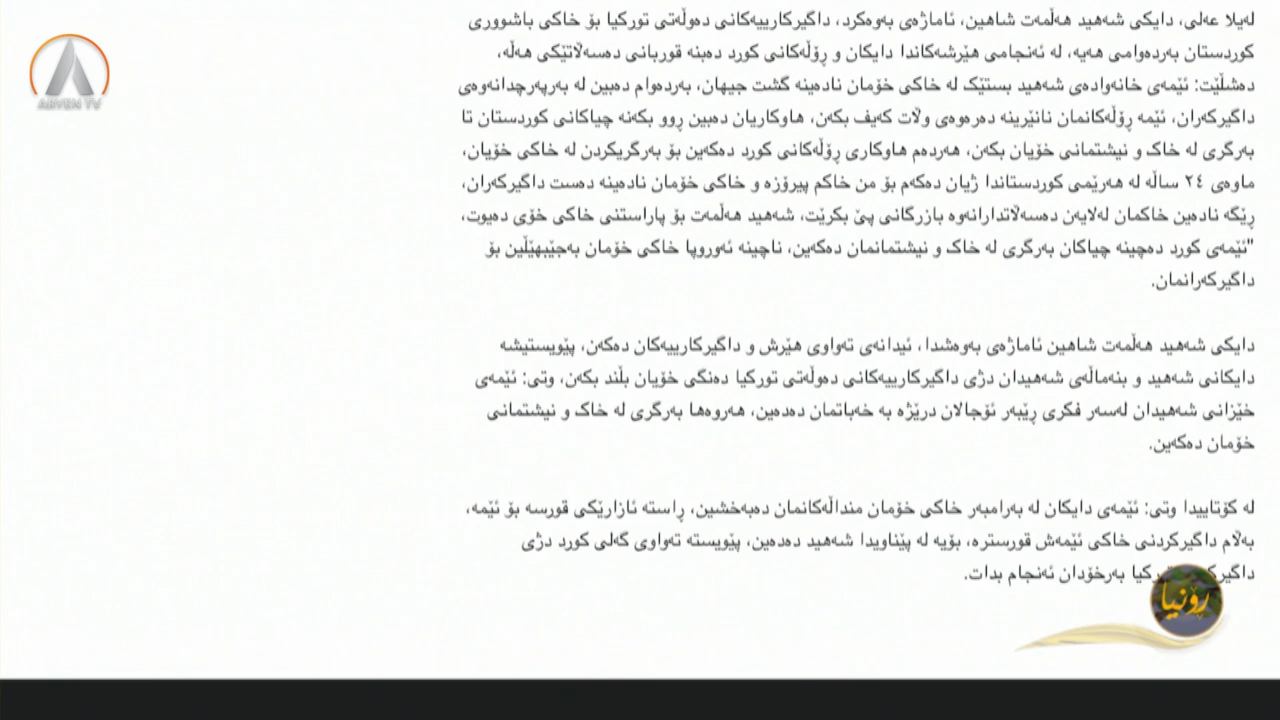 ARYEN TV
لەیلا عەلی، دایکی شەهید هەڵمەت شاهین، ئاماژەی بەوەکرد، داگیرکارییەکانی دەوڵەتی تورکیا بۆ خاکی باشووری
کوردستان بەردەوامی هەیە، لە ئەنجامی هێرشەکاندا دایکان و ڕۆڵەکانی کورد دەبنە قوربانی دەسەڵاتێکی هەڵە،
دەشڵێت: ئێمەی خانەوادەی شەهید بستێک لە خاکی خۆمان نادەینە گشت جیهان، بەردەوام دەبین لە بەرپەرچدانەوەی
داگیرکەران، ئێمە ڕۆڵەکانمان نانێرینە دەرەوەی وڵات کەیف بکەن، هاوکاریان دەبین ڕوو بکەنە چیاکانی کوردستان تا
بەرگری لە خاک و نیشتمانی خۆیان بکەن، هەردەم هاوکاری ڕۆڵەکانی کورد دەکەین بۆ بەرگریکردن لە خاکی خۆیان،
ماوەی ٢٤ ساڵە لە هەرێمی کوردستاندا ژیان دەکەم بۆ من خاکم پیرۆزە و خاکی خۆمان نادەینە دەست داگیرکەران،
ڕێگە نادەین خاکمان لەلایەن دەسەڵاتدارانەوە بازرگانی پێ بکرێت، شەهید هەڵمەت بۆ پاراستنی خاکی خۆی دەیوت،
"ئێمەی کورد دەچینە چیاکان بەرگری لە خاک و نیشتمانمان دەکەین، ناچینە ئەوروپا خاکی خۆمان بەجێبهێڵین بۆ
داگیرکەرانمان.
دایکی شەهید هەڵمەت شاهین ئاماژەی بەوەشدا، ئیدانەی تەواوی هێرش و داگیرکارییەکان دەکەن، پێویستیشە
دایکانی شەهید و بنەماڵەی شەهیدان دژی داگیرکارییەکانی دەوڵەتی تورکیا دەنگی خۆیان بڵند بکەن، وتی: ئێمەی
خێزانی شەهیدان لەسەر فکری ڕێبەر ئۆجالان درێژە بە خەباتمان دەدەین، هەروەها بەرگری لە خاک و نیشتمانی
خۆمان دەکەین.
لە کۆتاییدا وتی: ئێمەی دایکان لە بەرامبەر خاکی خۆمان منداڵەکانمان دەبەخشین، ڕاستە ئازارێکی قورسە بۆ ئێمە،
بەڵام داگیرکردنی خاکی ئێمەش قورسترە، بۆیە لە پێناویدا شەهید دەدەین، پێویستە تەواوی گەلی کورد دژی
بەرخۆدان ئەنجام بدات.
ڕۆنیا